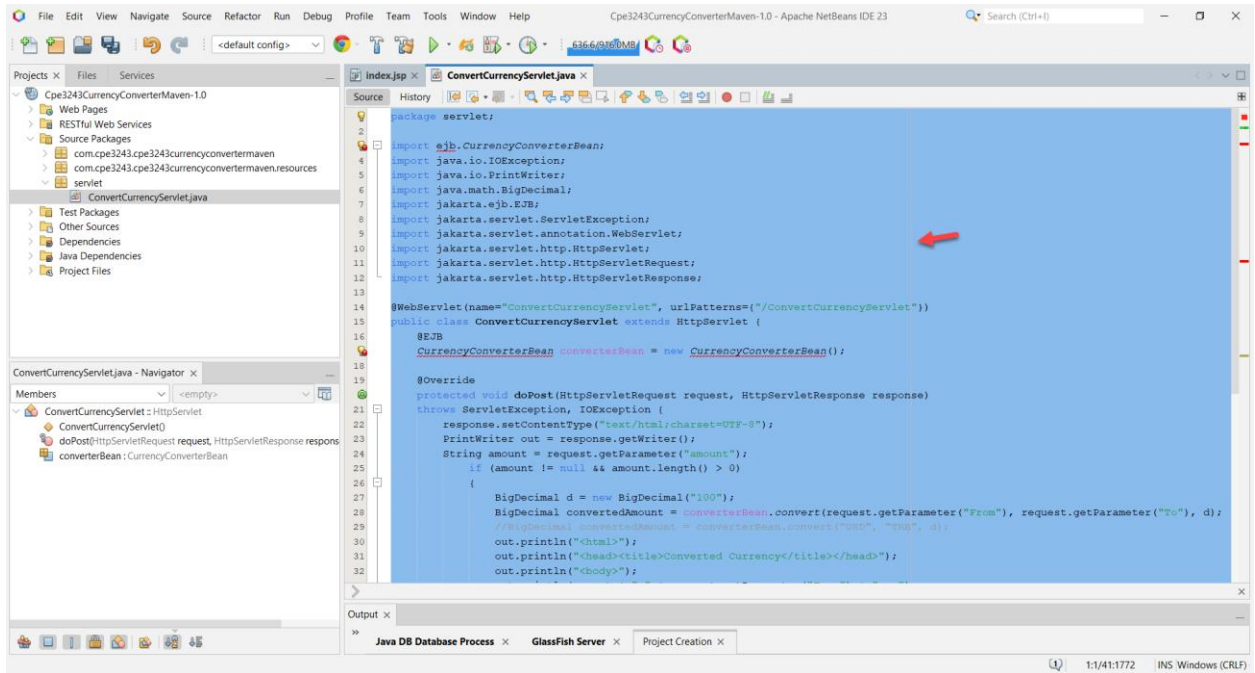 File Edit View Navigate Source Refactor Run Debug Profile Team Tools Window Help Cpe3243CurrencyConverterMaven-1.0 - Apache NetBeans IDE 23 Search (Ctrl+I)
<default config> 636.6/916.0MB
Projects Files Services
Cpe3243CurrencyConverterMaven-1.0
Web Pages
RESTful Web Services
Source Packages
com.cpe3243.cpe3243currencyconvertermaven
com.cpe3243.cpe3243currencyconvertermaven.resources
servlet
ConvertCurrencyServlet.java
Test Packages
Other Sources
Dependencies
Java Dependencies
Project Files
ConvertCurrencyServlet.java - Navigator
Members <empty>
ConvertCurrencyServlet :: HttpServlet
ConvertCurrencyServlet()
doPost(HttpServletRequest request, HttpServletResponse respons
converterBean : CurrencyConverterBean
index.jsp ConvertCurrencyServlet.java
Source History
package servlet;
2
import ejb.CurrencyConverterBean;
4 import java.io.IOException;
5 import java.io.PrintWriter;
6 import java.math.BigDecimal;
7 import jakarta.ejb.EJB;
8 import jakarta.servlet.ServletException;
9 import jakarta.servlet.annotation.WebServlet;
10 import jakarta.servlet.http.HttpServlet;
11 import jakarta.servlet.http.HttpServletRequest;
12 import jakarta.servlet.http.HttpServletResponse;
13
14 @WebServlet(name="ConvertCurrencyServlet", urlPatterns={"/ConvertCurrencyServlet"})
15 public class ConvertCurrencyServlet extends HttpServlet {
16 @EJB
CurrencyConverterBean converterBean = new CurrencyConverterBean();
18
19 @Override
protected void doPost(HttpServletRequest request, HttpServletResponse response)
21 throws ServletException, IOException {
22 response.setContentType("text/html;charset=UTF-8");
23 PrintWriter out = response.getWriter();
24 String amount = request.getParameter("amount");
25 if (amount != null && amount.length() > 0)
26 {
27 BigDecimal d = new BigDecimal("100");
28 BigDecimal convertedAmount = converterBean.convert(request.getParameter("From"), request.getParameter("To"), d);
29 //BigDecimal convertedAmount = converterBean.convert("USD", "THB", d);
30 out.println("<html>");
31 out.println("<head><title>Converted Currency</title></head>");
32 out.println("<body>");
Output
Java DB Database Process GlassFish Server Project Creation
1:1/41:1772 INS Windows (CRLF)